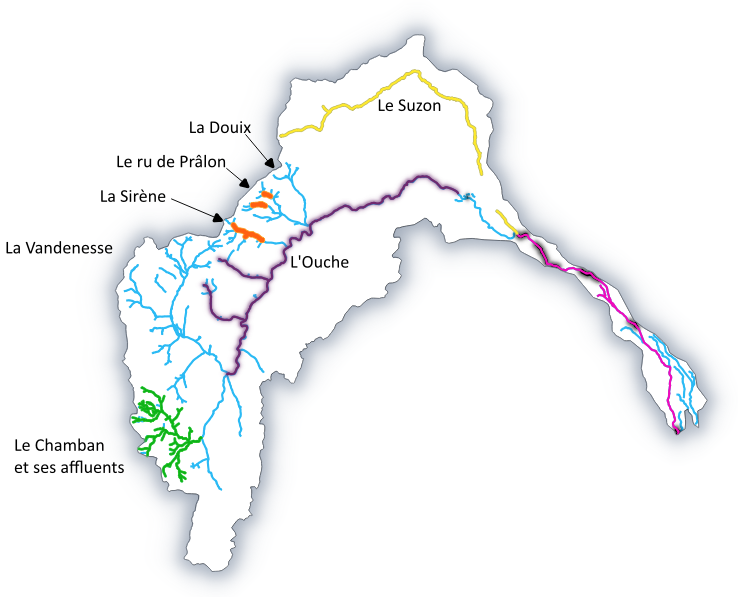 Le Suzon
La Douix
Le ru de Prâlon
La Sirène
La Vandenesse
L'Ouche
Le Chamban
et ses affluents